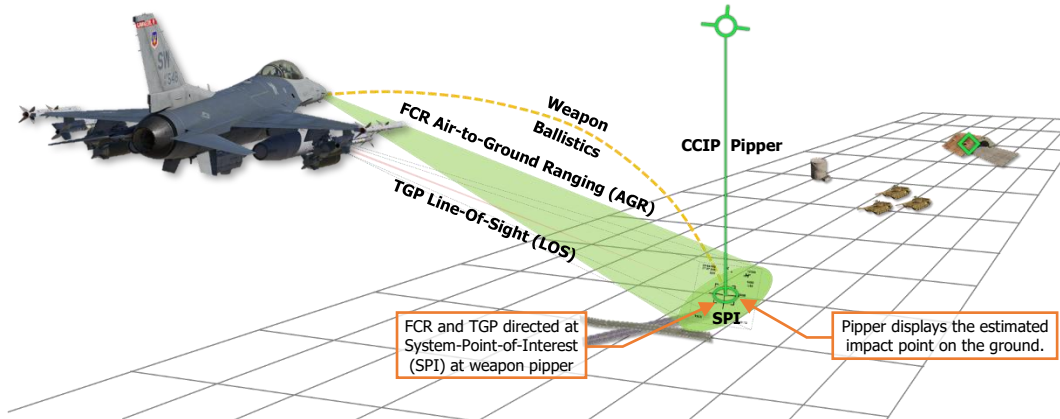 SW
549
Weapon
Ballistics
FCR Air-to-Ground Ranging (AGR)
TGP Line-Of-Sight (LOS)
CCIP Pipper
SPI
FCR and TGP directed at
System-Point-of-Interest
(SPI) at weapon pipper
Pipper displays the estimated
impact point on the ground.